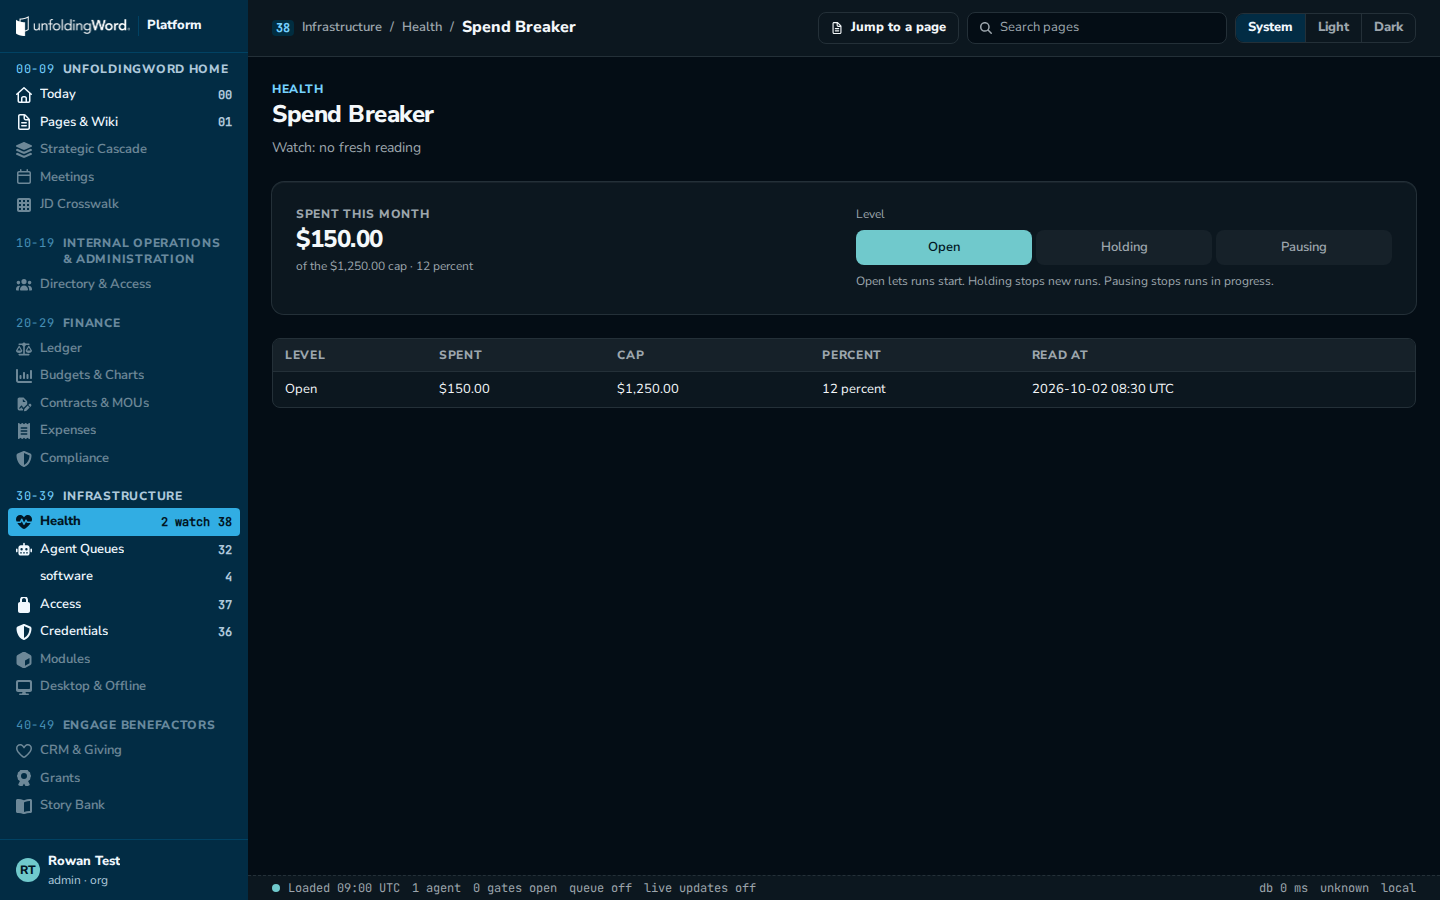 unfoldingWord. Platform
00-09 UNFOLDINGWORD HOME
Today 00
Pages & Wiki 01
Strategic Cascade
Meetings
JD Crosswalk
10-19 INTERNAL OPERATIONS
& ADMINISTRATION
Directory & Access
20-29 FINANCE
Ledger
Budgets & Charts
Contracts & MOUs
Expenses
Compliance
30-39 INFRASTRUCTURE
Health 2 watch 38
Agent Queues 32
software 4
Access 37
Credentials 36
Modules
Desktop & Offline
40-49 ENGAGE BENEFACTORS
CRM & Giving
Grants
Story Bank
RT Rowan Test
admin · org
38 Infrastructure / Health / Spend Breaker
Jump to a page
Search pages
System Light Dark
HEALTH
Spend Breaker
Watch: no fresh reading
SPENT THIS MONTH
$150.00
of the $1,250.00 cap · 12 percent
Level
Open Holding Pausing
Open lets runs start. Holding stops new runs. Pausing stops runs in progress.
LEVEL SPENT CAP PERCENT READ AT
Open $150.00 $1,250.00 12 percent 2026-10-02 08:30 UTC
Loaded 09:00 UTC 1 agent 0 gates open queue off live updates off
db 0 ms unknown local